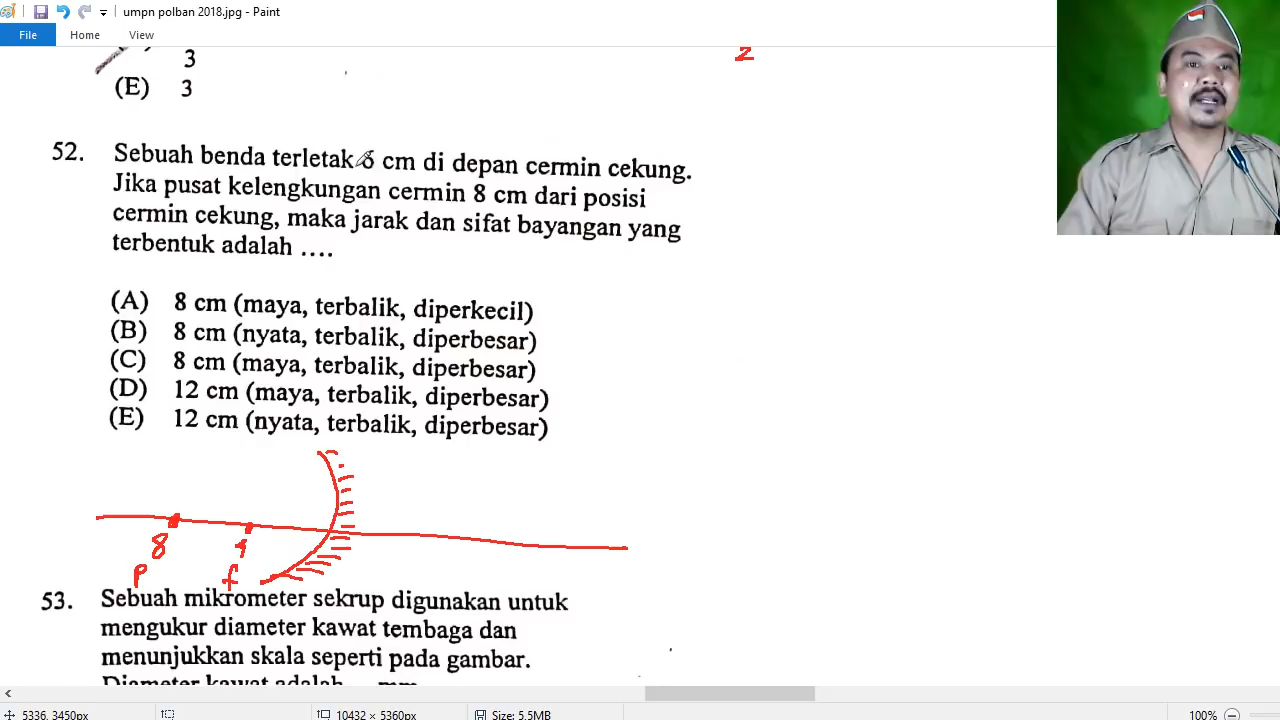 umpn polban 2018.jpg - Paint
File Home View
3
(E) 3
2
52. Sebuah benda terletak cm di depan cermin cekung.
Jika pusat kelengkungan cermin 8 cm dari posisi
cermin cekung, maka jarak dan sifat bayangan yang
terbentuk adalah ....
(A) 8 cm (maya, terbalik, diperkecil)
(B) 8 cm (nyata, terbalik, diperbesar)
(C) 8 cm (maya, terbalik, diperbesar)
(D) 12 cm (maya, terbalik, diperbesar)
(E) 12 cm (nyata, terbalik, diperbesar)
8 4
P f
53. Sebuah mikrometer sekrup digunakan untuk
mengukur diameter kawat tembaga dan
menunjukkan skala seperti pada gambar.
Diameter kawat adalah ... mm
5336, 3450px 10432 × 5360px Size: 5.5MB 100%